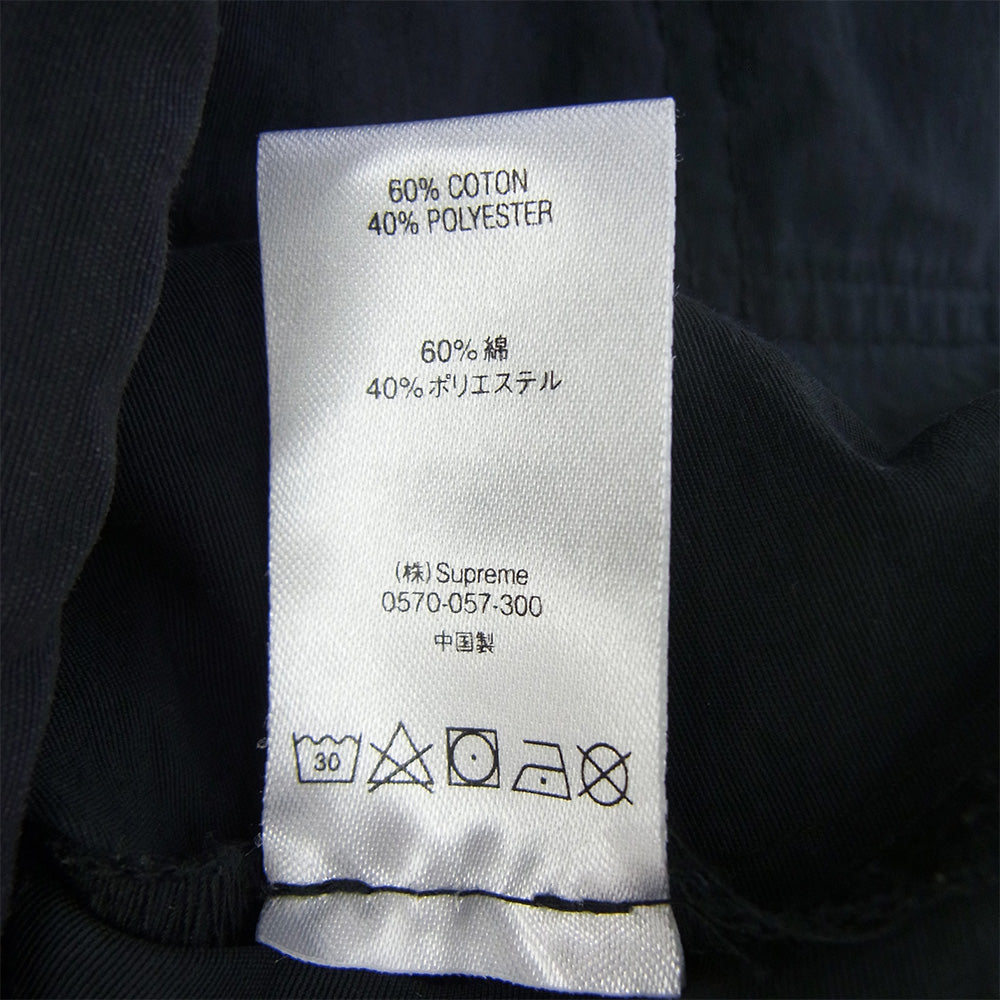 60% COTON
40% POLYESTER
60% 綿
40% ポリエステル
(株) Supreme
0570-057-300
中国製
30